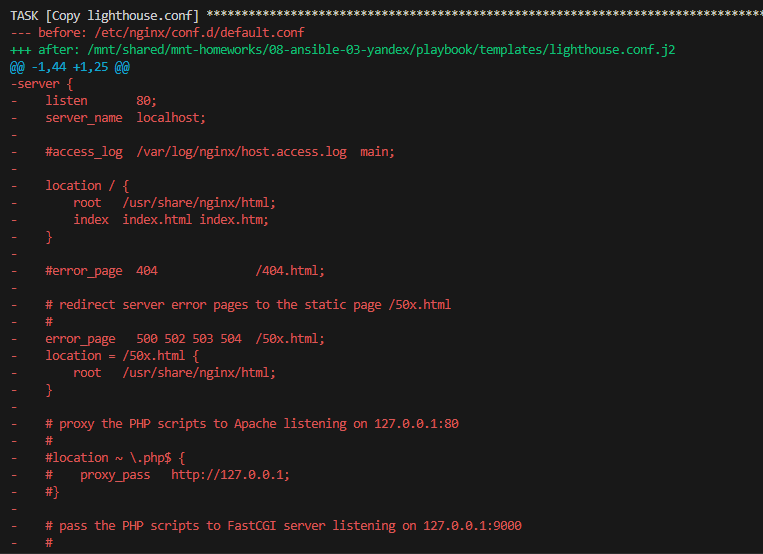 TASK [Copy lighthouse.conf] *******************************************************************************
--- before: /etc/nginx/conf.d/default.conf
+++ after: /mnt/shared/mnt-homeworks/08-ansible-03-yandex/playbook/templates/lighthouse.conf.j2
@@ -1,44 +1,25 @@
-server {
-    listen       80;
-    server_name  localhost;
-
-    #access_log  /var/log/nginx/host.access.log  main;
-
-    location / {
-        root   /usr/share/nginx/html;
-        index  index.html index.htm;
-    }
-
-    #error_page  404              /404.html;
-
-    # redirect server error pages to the static page /50x.html
-    #
-    error_page   500 502 503 504  /50x.html;
-    location = /50x.html {
-        root   /usr/share/nginx/html;
-    }
-
-    # proxy the PHP scripts to Apache listening on 127.0.0.1:80
-    #
-    #location ~ \.php$ {
-    #    proxy_pass   http://127.0.0.1;
-    #}
-
-    # pass the PHP scripts to FastCGI server listening on 127.0.0.1:9000
-    #